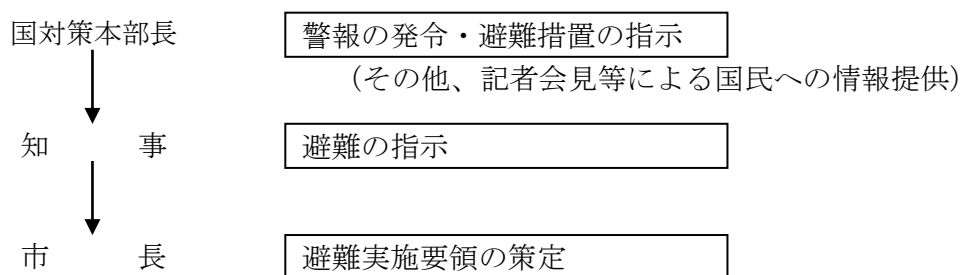 国対策本部長 警報の発令・避難措置の指示
(その他、記者会見等による国民への情報提供)
知 事 避難の指示
市 長 避難実施要領の策定